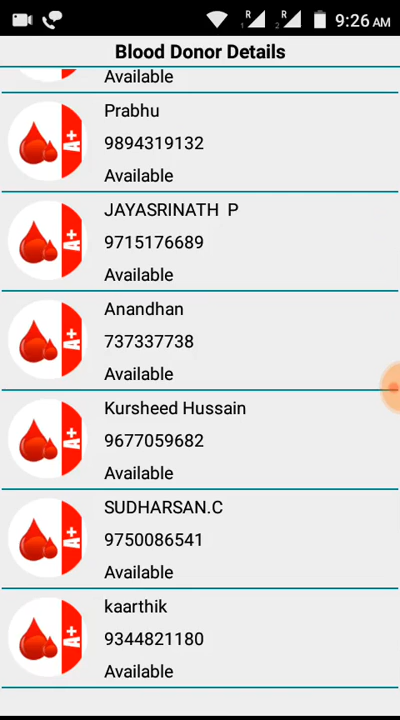 R R 9:26 AM
1 2
Blood Donor Details
Available
Prabhu
9894319132
A+
Available
JAYASRINATH P
9715176689
A+
Available
Anandhan
737337738
A+
Available
Kursheed Hussain
9677059682
A+
Available
SUDHARSAN.C
9750086541
A+
Available
kaarthik
9344821180
A+
Available